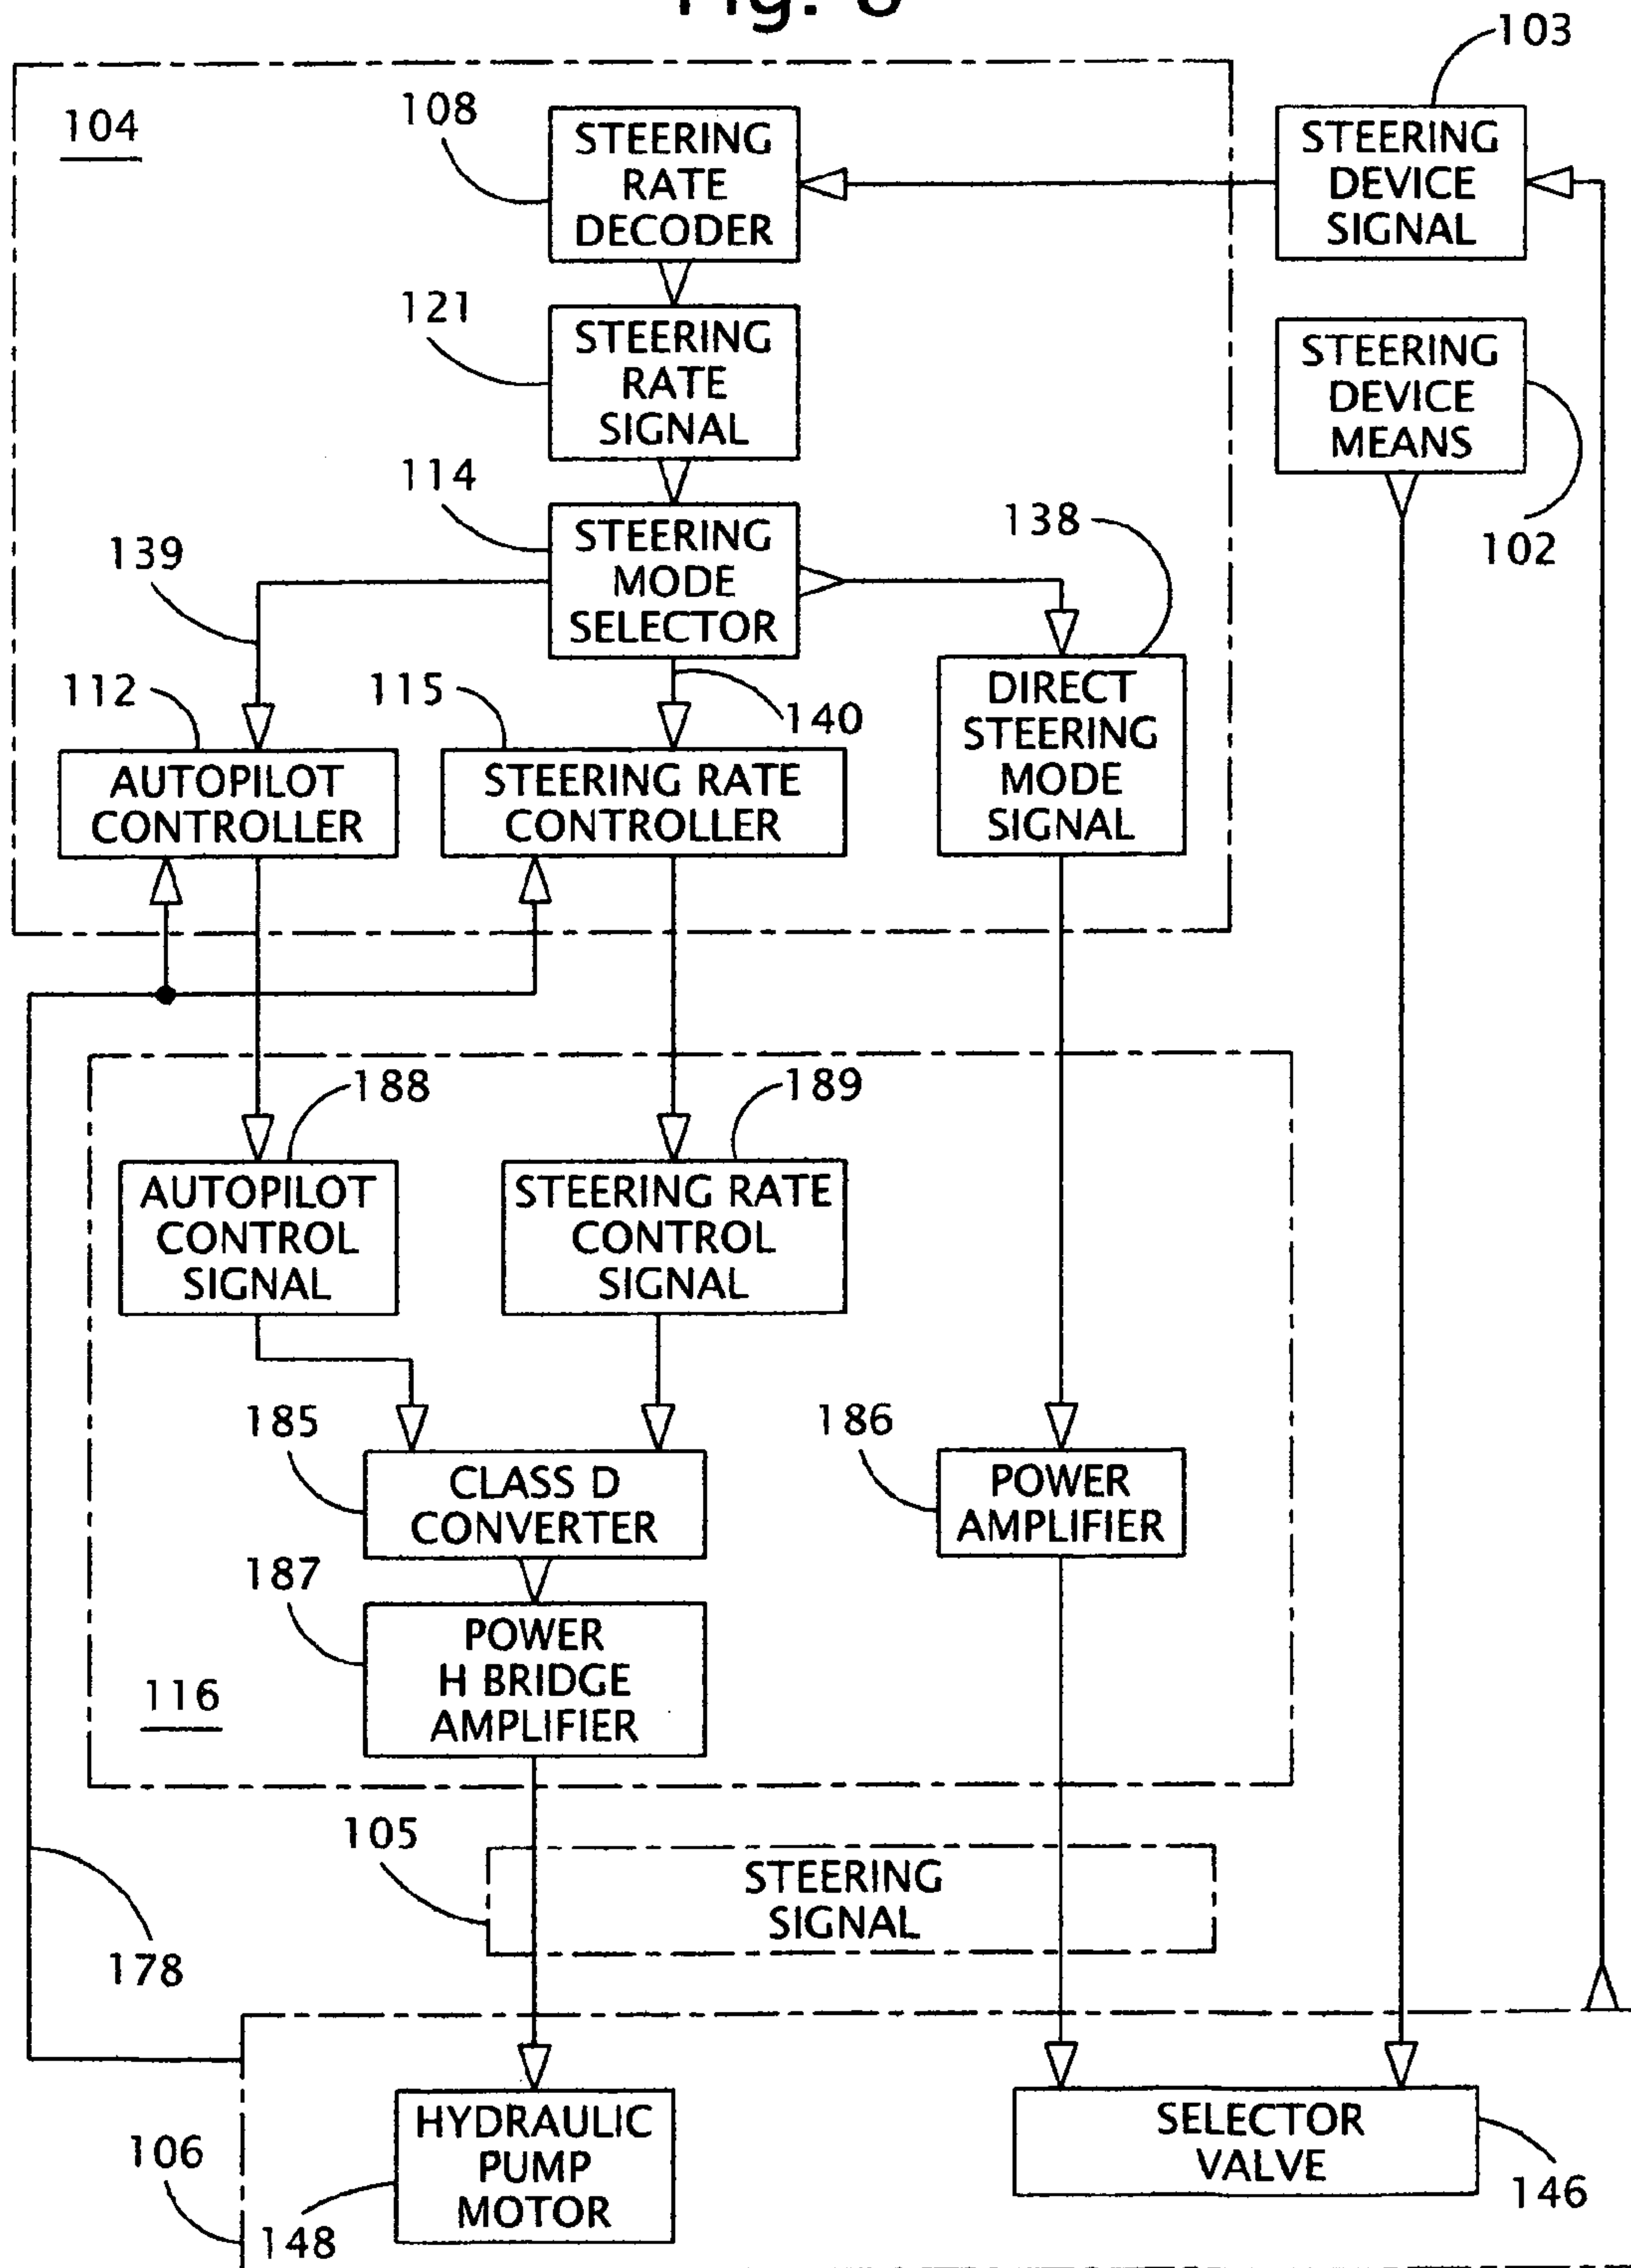 103
104
108
STEERING
RATE
DECODER
STEERING
DEVICE
SIGNAL
121
STEERING
RATE
SIGNAL
STEERING
DEVICE
MEANS
102
114
STEERING
MODE
SELECTOR
138
139
112
115
140
AUTOPILOT
CONTROLLER
STEERING RATE
CONTROLLER
DIRECT
STEERING
MODE
SIGNAL
188
189
AUTOPILOT
CONTROL
SIGNAL
STEERING RATE
CONTROL
SIGNAL
185
186
CLASS D
CONVERTER
POWER
AMPLIFIER
187
POWER
H BRIDGE
AMPLIFIER
116
105
STEERING
SIGNAL
178
106
148
HYDRAULIC
PUMP
MOTOR
SELECTOR
VALVE
146